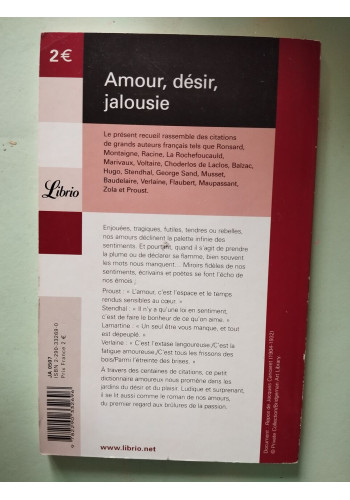 2 €
Amour, désir,
jalousie
Le présent recueil rassemble des citations
de grands auteurs français tels que Ronsard,
Montaigne, Racine, La Rochefoucauld,
Marivaux, Voltaire, Choderlos de Laclos, Balzac,
Hugo, Stendhal, George Sand, Musset,
Baudelaire, Verlaine, Flaubert, Maupassant,
Zola et Proust.
Librio
Enjouées, tragiques, futiles, tendres ou rebelles,
nos amours déclinent la palette infinie des
sentiments. Et pourtant, quand il s'agit de prendre
la plume ou de déclarer sa flamme, bien souvent
les mots nous manquent... Miroirs fidèles de nos
sentiments, écrivains et poètes se font l'écho de
nos émois :
Proust : « L'amour, c'est l'espace et le temps
rendus sensibles au cœur. »
Stendhal : « Il n'y a qu'une loi en sentiment,
c'est de faire le bonheur de ce qu'on aime. »
Lamartine : « Un seul être vous manque, et tout
est dépeuplé. »
Verlaine : « C'est l'extase langoureuse/C'est la
fatigue amoureuse/C'est tous les frissons des
bois/Parmi l'étreinte des brises. »
À travers des centaines de citations, ce petit
dictionnaire amoureux nous promène dans les
jardins du désir et du plaisir. Ludique et surprenant,
il se lit aussi comme le roman de nos amours,
du premier regard aux brûlures de la passion.
www.librio.net
Prix France 2 €